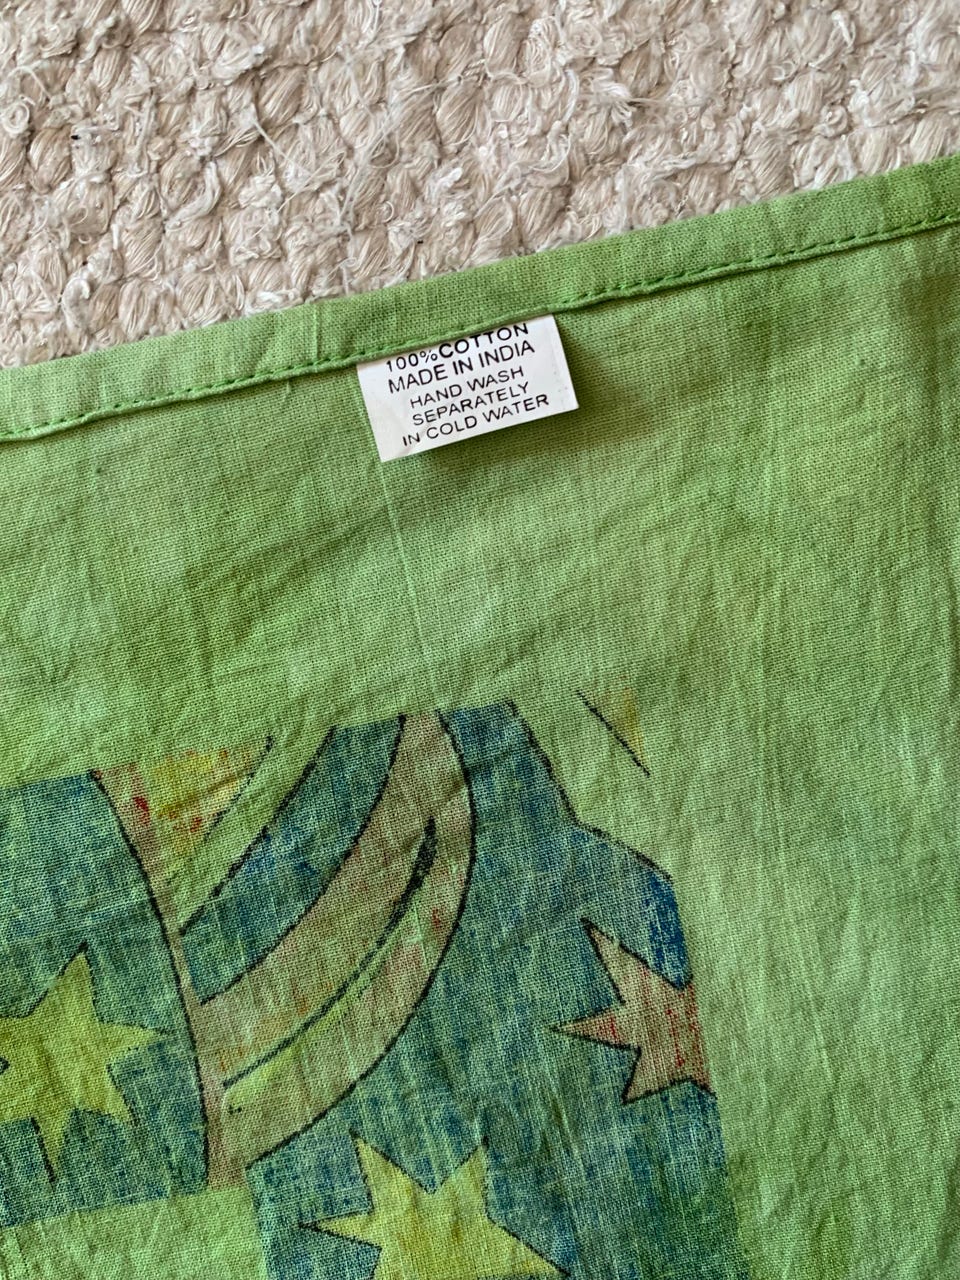 100%COTTON
MADE IN INDIA
HAND WASH
SEPARATELY
IN COLD WATER